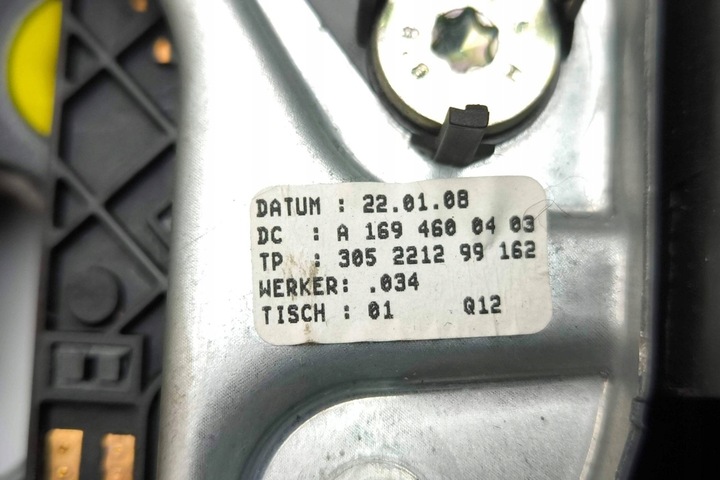 DATUM : 22.01.08
DC : A 169 460 04 03
TP : 305 2212 99 162
WERKER: .034
TISCH : 01 Q12